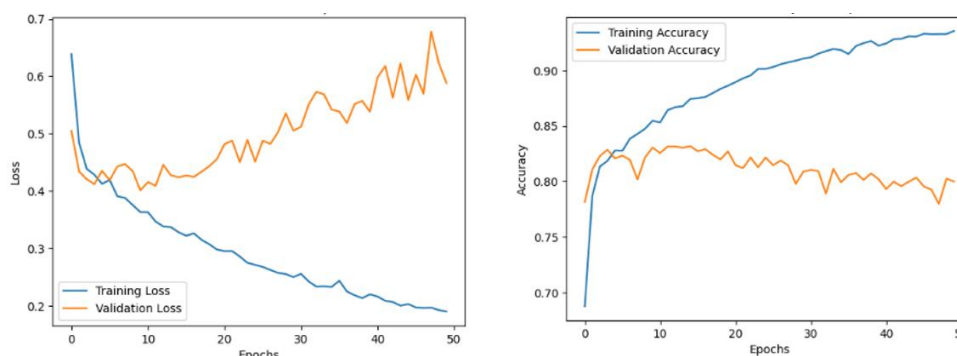 0.7
0.6
0.5
0.4
0.3
0.2
Loss
Training Loss
Validation Loss
0 10 20 30 40 50
Epochs
Training Accuracy
Validation Accuracy
0.90
0.85
0.80
0.75
0.70
Accuracy
0 10 20 30 40
Epochs